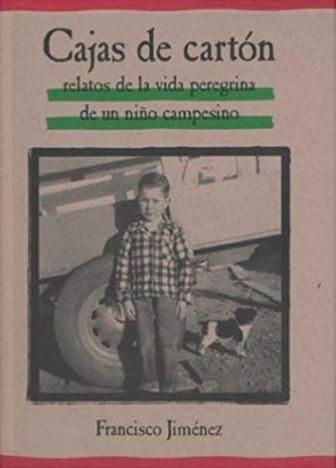 Cajas de cartón
relatos de la vida peregrina
de un niño campesino
Francisco Jiménez